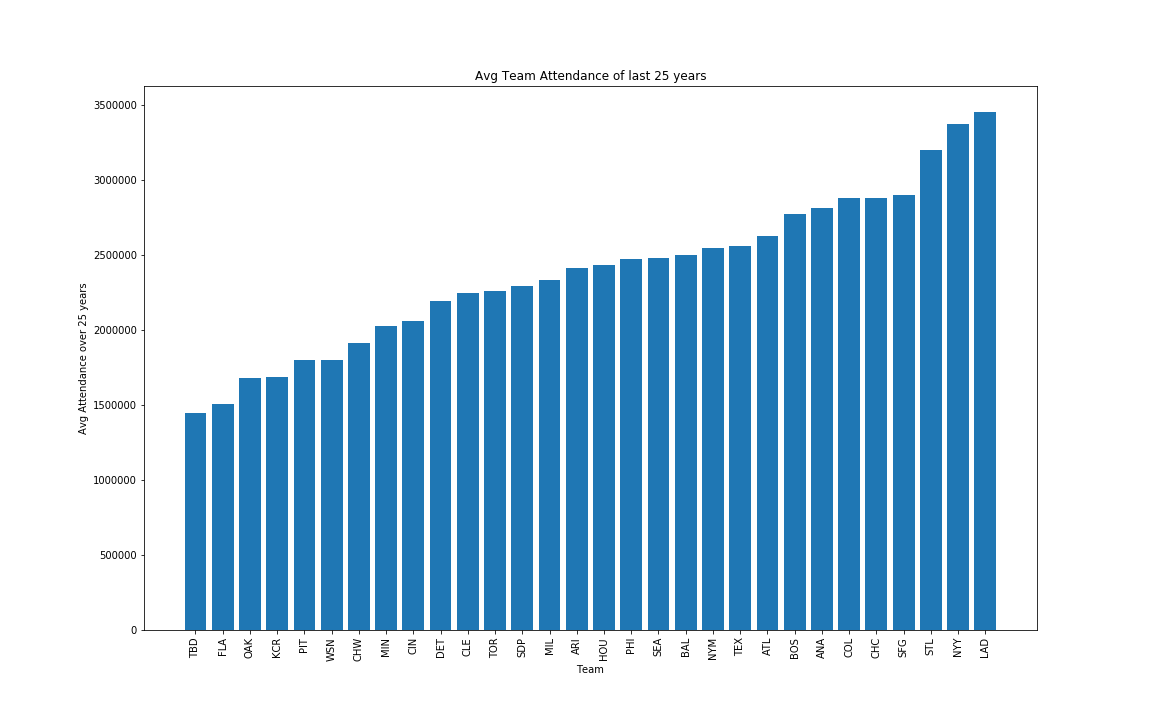 Avg Team Attendance of last 25 years
Avg Attendance over 25 years
3500000
3000000
2500000
2000000
1500000
1000000
500000
0
TBD FLA OAK KCR PIT WSN CHW MIN CIN DET CLE TOR SDP MIL ARI HOU PHI SEA BAL NYM TEX ATL BOS ANA COL CHC SFG STL NYY LAD
Team